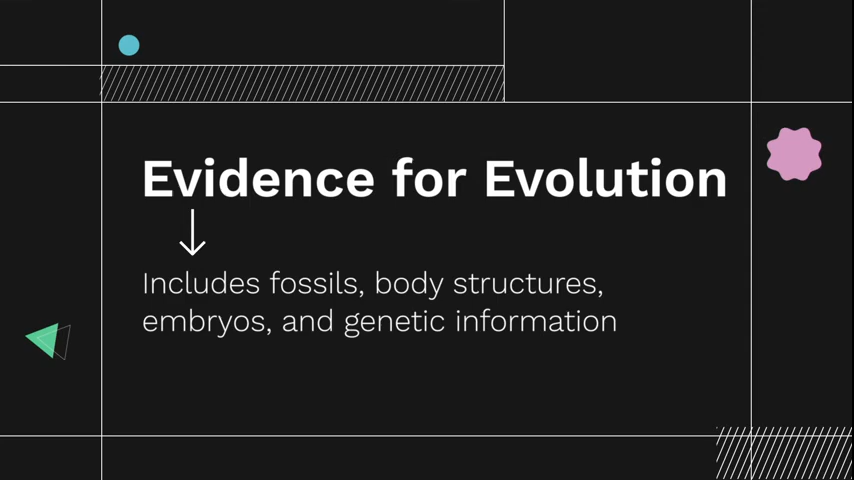 Evidence for Evolution
Includes fossils, body structures,
embryos, and genetic information